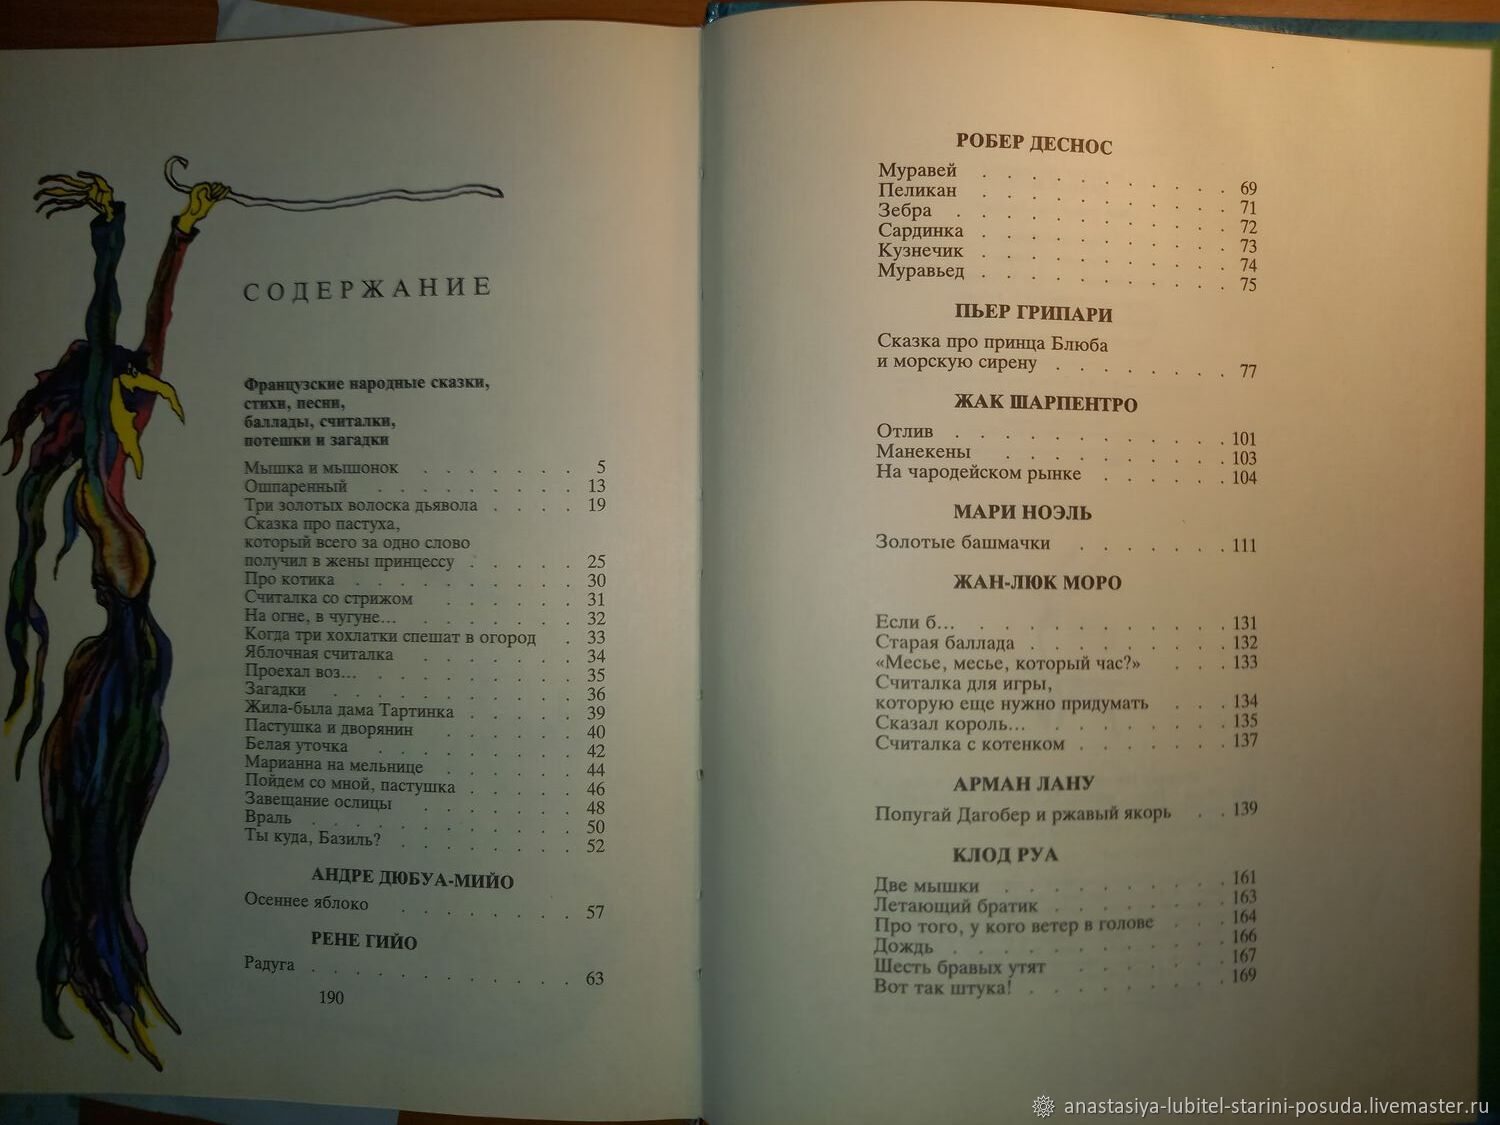 СОДЕРЖАНИЕ
Французские народные сказки,
стихи, песни,
баллады, считалки,
потешки и загадки
Мышка и мышонок . . . . . . . 5
Ошпаренный . . . . . . . . 13
Три золотых волоска дьявола . . . . 19
Сказка про пастуха,
который всего за одно слово
получил в жены принцессу . . . . . 25
Про котика . . . . . . . . . 30
Считалка со стрижом . . . . . . 31
На огне, в чугуне... . . . . . . . 32
Когда три хохлатки спешат в огород . 33
Яблочная считалка . . . . . . . 34
Проехал воз... . . . . . . . . 35
Загадки . . . . . . . . . . 36
Жила-была дама Тартинка . . . . . 39
Пастушка и дворянин . . . . . . 40
Белая уточка . . . . . . . . 42
Марианна на мельнице . . . . . . 44
Пойдем со мной, пастушка . . . . . 46
Завещание ослицы . . . . . . . 48
Враль . . . . . . . . . . 50
Ты куда, Базиль? . . . . . . . 52
АНДРЕ ДЮБУА-МИЙО
Осеннее яблоко . . . . . . . . 57
РЕНЕ ГИЙО
Радуга . . . . . . . . . . 63
190
РОБЕР ДЕСНОС
Муравей . . . . . . . . . . 69
Пеликан . . . . . . . . . . 71
Зебра . . . . . . . . . . . 72
Сардинка . . . . . . . . . . 73
Кузнечик . . . . . . . . . . 74
Муравьед . . . . . . . . . . 75
ПЬЕР ГРИПАРИ
Сказка про принца Блюба
и морскую сирену . . . . . . . 77
ЖАК ШАРПЕНТРО
Отлив . . . . . . . . . . . 101
Манекены . . . . . . . . . 103
На чародейском рынке . . . . . . 104
МАРИ НОЭЛЬ
Золотые башмачки . . . . . . . 111
ЖАН-ЛЮК МОРО
Если б... . . . . . . . . . . 131
Старая баллада . . . . . . . . 132
«Месье, месье, который час?» . . . 133
Считалка для игры,
которую еще нужно придумать . . . 134
Сказал король... . . . . . . . . 135
Считалка с котенком . . . . . . . 137
АРМАН ЛАНУ
Попугай Дагобер и ржавый якорь . . 139
КЛОД РУА
Две мышки . . . . . . . . . 161
Летающий братик . . . . . . . . 163
Про того, у кого ветер в голове . . . 164
Дождь . . . . . . . . . . . 166
Шесть бравых утят . . . . . . . 167
Вот так штука! . . . . . . . . . 169
anastasiya-lubitel-starini-posuda.livemaster.ru